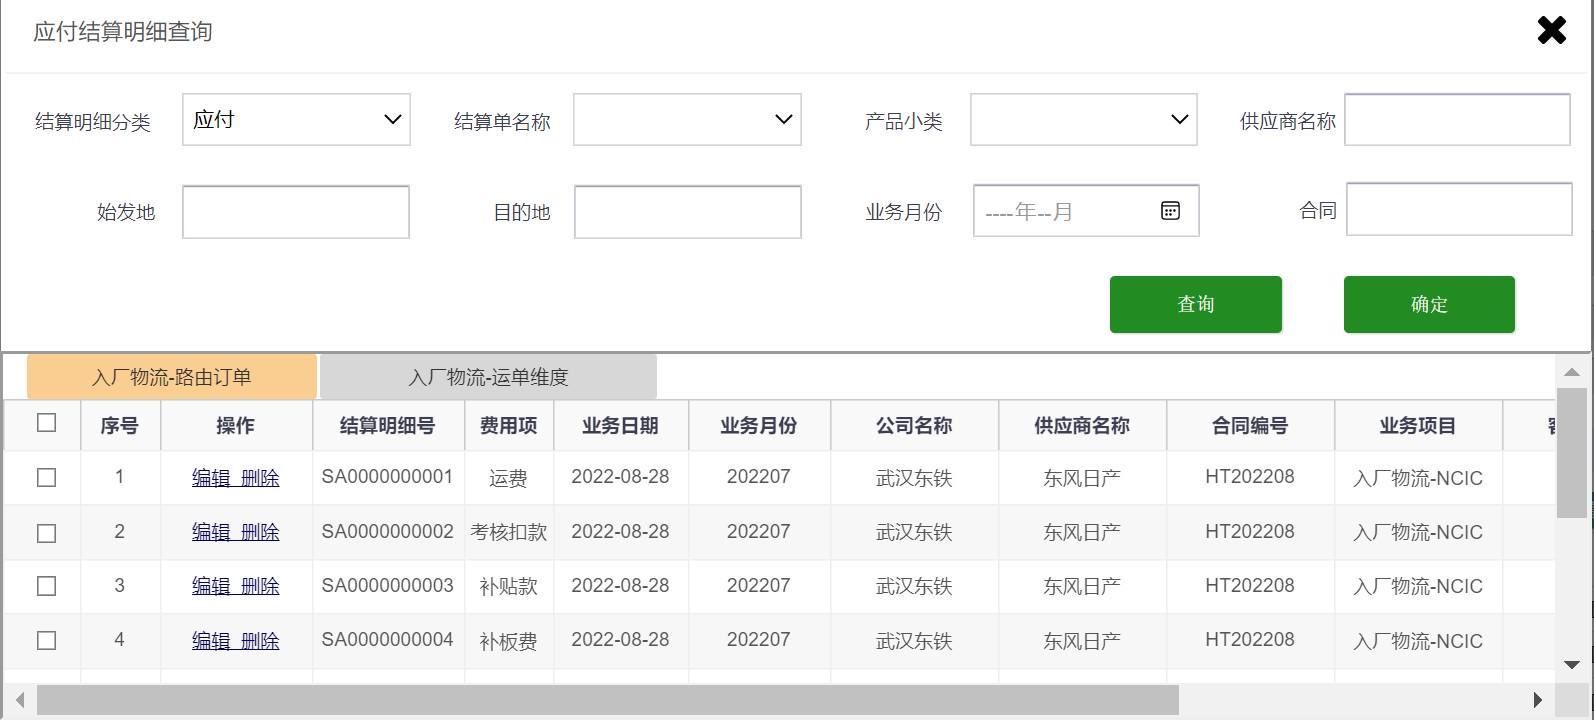 应付结算明细查询
结算明细分类 应付 结算单名称 产品小类 供应商名称
始发地 目的地 业务月份 ----年--月 合同
查询 确定
入厂物流-路由订单 入厂物流-运单维度
序号 操作 结算明细号 费用项 业务日期 业务月份 公司名称 供应商名称 合同编号 业务项目
1 编辑 删除 SA0000000001 运费 2022-08-28 202207 武汉东铁 东风日产 HT202208 入厂物流-NCIC
2 编辑 删除 SA0000000002 考核扣款 2022-08-28 202207 武汉东铁 东风日产 HT202208 入厂物流-NCIC
3 编辑 删除 SA0000000003 补贴款 2022-08-28 202207 武汉东铁 东风日产 HT202208 入厂物流-NCIC
4 编辑 删除 SA0000000004 补板费 2022-08-28 202207 武汉东铁 东风日产 HT202208 入厂物流-NCIC